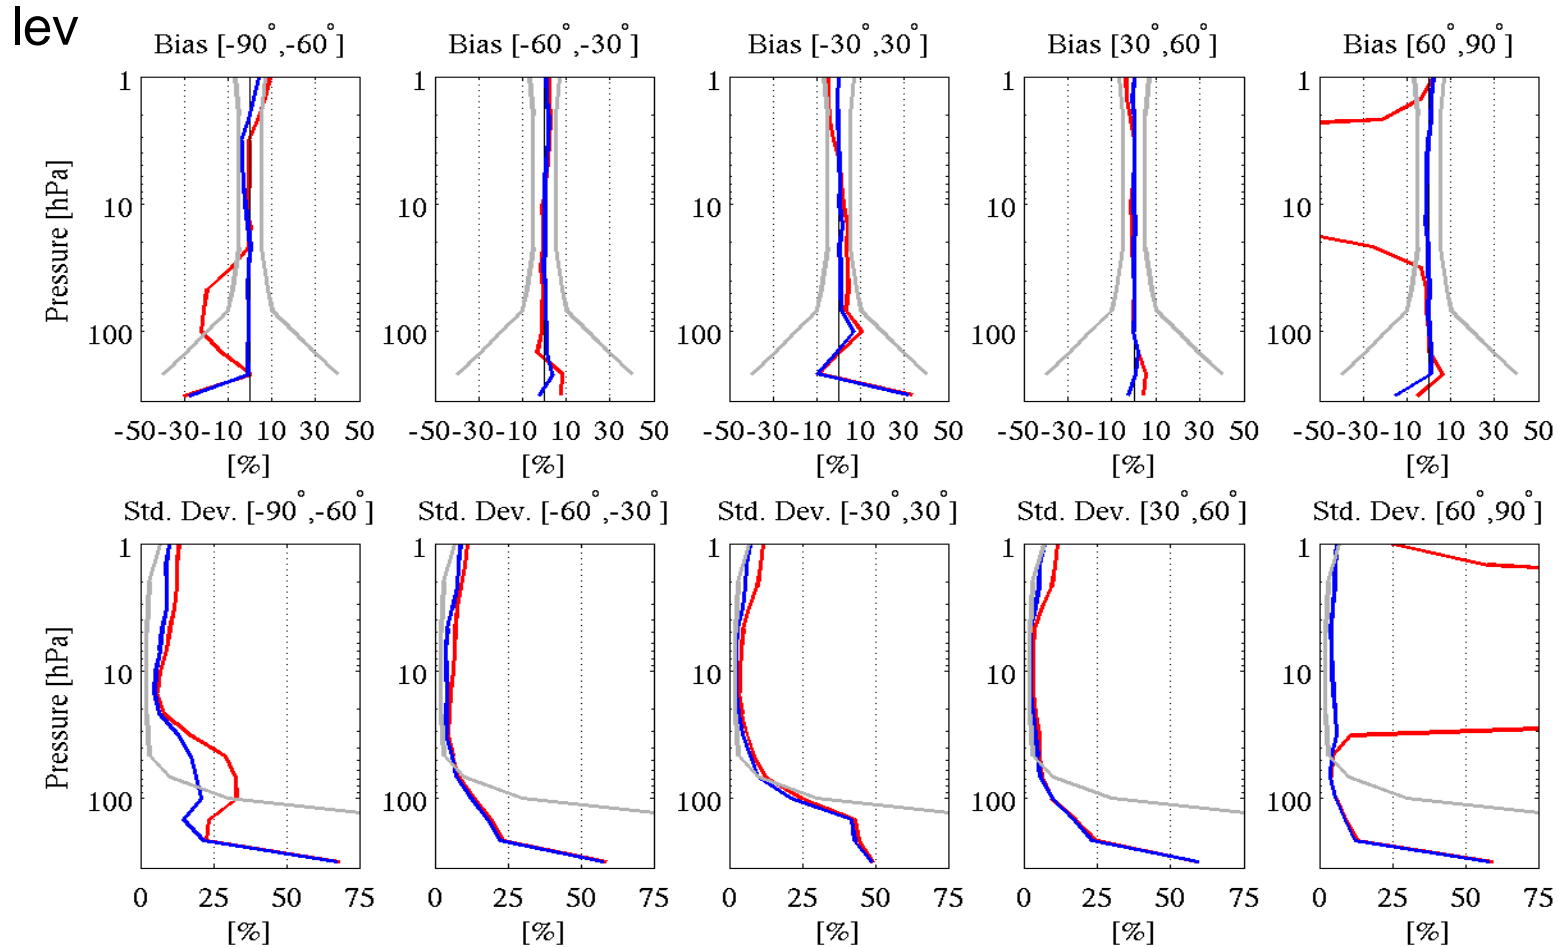 lev
Bias [-90°,-60°] Bias [-60°,-30°] Bias [-30°,30°] Bias [30°,60°] Bias [60°,90°]
Pressure [hPa]
1 1 1 1 1
10 10 10 10 10
100 100 100 100 100
-50-30-10 10 30 50 -50-30-10 10 30 50 -50-30-10 10 30 50 -50-30-10 10 30 50 -50-30-10 10 30 50
[%] [%] [%] [%] [%]
Std. Dev. [-90°,-60°] Std. Dev. [-60°,-30°] Std. Dev. [-30°,30°] Std. Dev. [30°,60°] Std. Dev. [60°,90°]
Pressure [hPa]
1 1 1 1 1
10 10 10 10 10
100 100 100 100 100
0 25 50 75 0 25 50 75 0 25 50 75 0 25 50 75 0 25 50 75
[%] [%] [%] [%] [%]